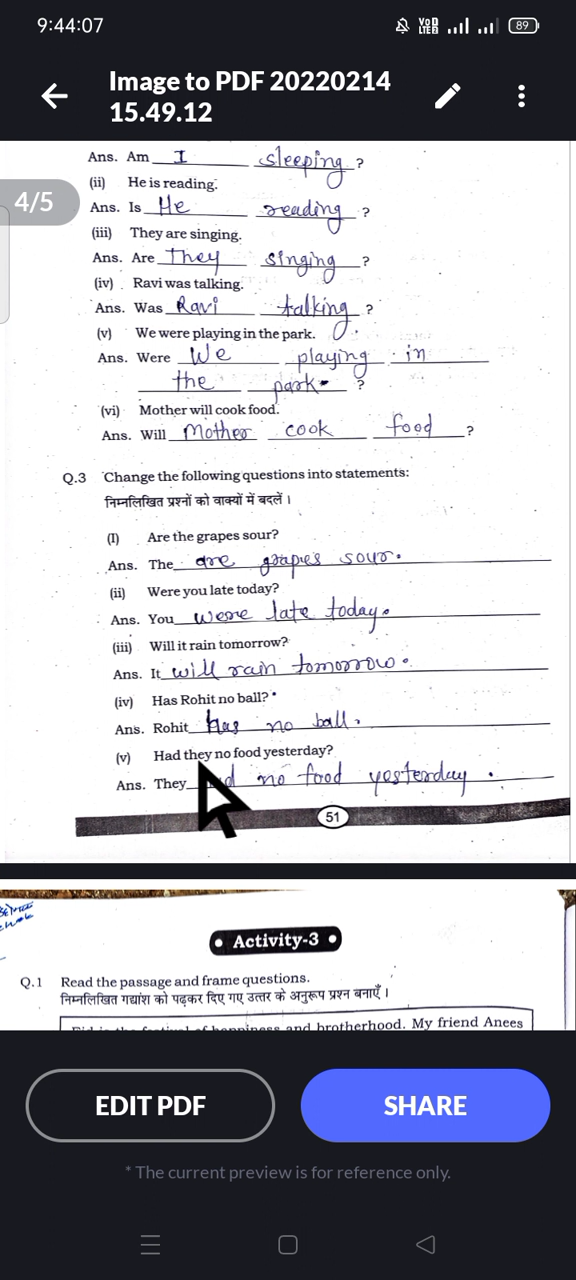 9:44:07
VoD LTE2
89
Image to PDF 20220214
15.49.12
4/5
Ans. Am I sleeping ?
(ii) He is reading.
Ans. Is He reading ?
(iii) They are singing.
Ans. Are They singing ?
(iv) Ravi was talking.
Ans. Was Ravi talking ?
(v) We were playing in the park.
Ans. Were We playing in
the park ?
(vi) Mother will cook food.
Ans. Will Mother cook food ?
Q.3 Change the following questions into statements:
निम्नलिखित प्रश्नों को वाक्यों में बदलें।
(I) Are the grapes sour?
Ans. The are grapes sour.
(ii) Were you late today?
Ans. You were late today.
(iii) Will it rain tomorrow?
Ans. It will rain tomorrow.
(iv) Has Rohit no ball?
Ans. Rohit has no ball.
(v) Had they no food yesterday?
Ans. They no food yesterday.
51
• Activity-3 •
Q.1 Read the passage and frame questions.
निम्नलिखित गद्यांश को पढ़कर दिए गए उत्तर के अनुरूप प्रश्न बनाएँ।
and brotherhood. My friend Anees
EDIT PDF
SHARE
* The current preview is for reference only.